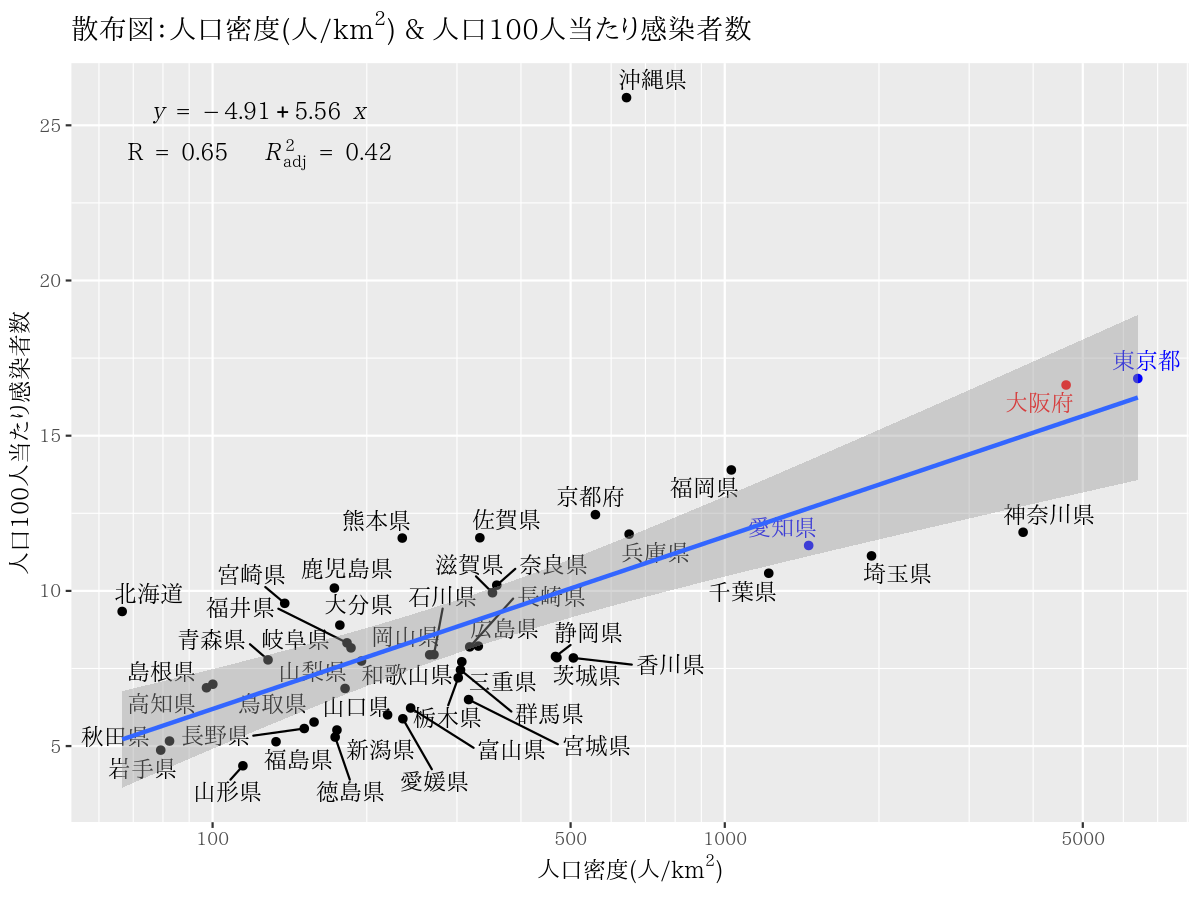 散布図：人口密度(人/km²) & 人口100人当たり感染者数
y = −4.91 + 5.56 x
R = 0.65 R²adj = 0.42
人口100人当たり感染者数
25
20
15
10
5
沖縄県
東京都
大阪府
福岡県
京都府
神奈川県
熊本県
佐賀県
愛知県
兵庫県
滋賀県
奈良県
鹿児島県
宮崎県
埼玉県
北海道
千葉県
福井県
大分県
石川県
長崎県
青森県
岐阜県
岡山県
広島県
静岡県
島根県
山梨県
和歌山県
三重県
茨城県
香川県
高知県
鳥取県
山口県
栃木県
群馬県
秋田県
長野県
新潟県
富山県
宮城県
岩手県
福島県
山形県
徳島県
愛媛県
100
500
1000
5000
人口密度(人/km²)